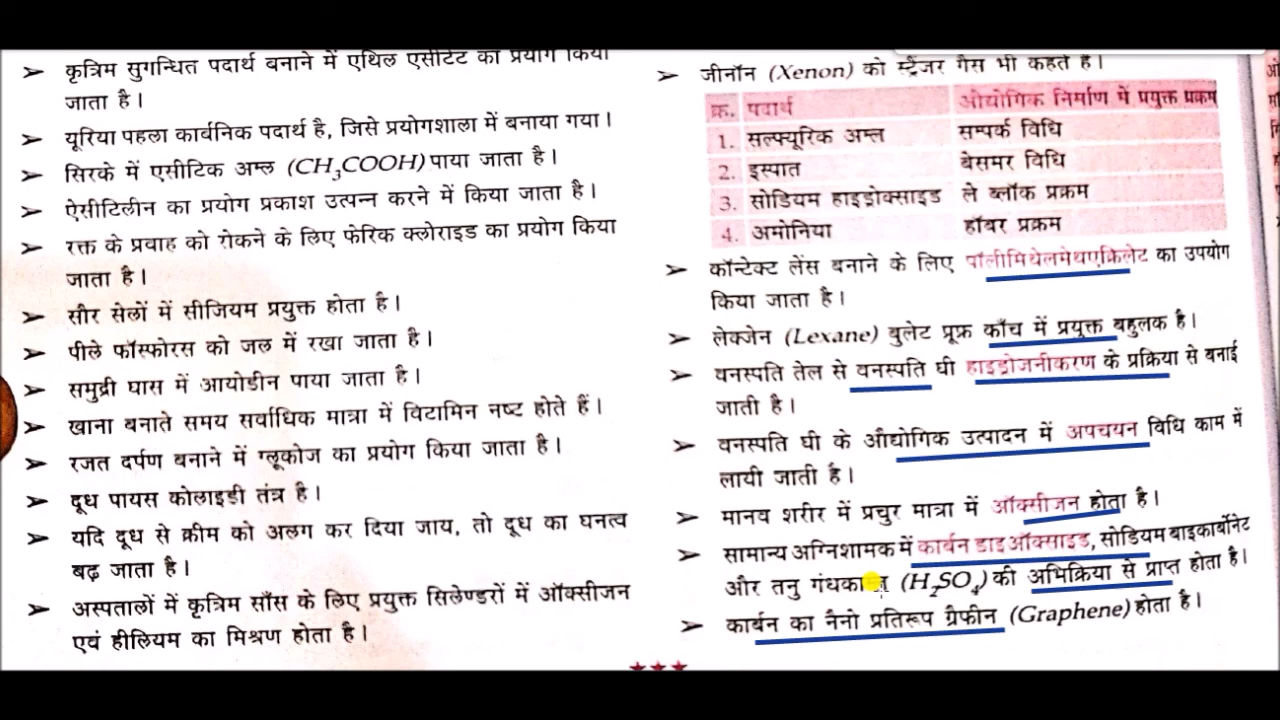 ➤ कृत्रिम सुगन्धित पदार्थ बनाने में एथिल एसीटेट का प्रयोग किया
जाता है।
➤ यूरिया पहला कार्बनिक पदार्थ है, जिसे प्रयोगशाला में बनाया गया।
➤ सिरके में एसीटिक अम्ल (CH₃COOH) पाया जाता है।
➤ ऐसीटिलीन का प्रयोग प्रकाश उत्पन्न करने में किया जाता है।
➤ रक्त के प्रवाह को रोकने के लिए फेरिक क्लोराइड का प्रयोग किया
जाता है।
➤ सौर सेलों में सीजियम प्रयुक्त होता है।
➤ पीले फॉस्फोरस को जल में रखा जाता है।
➤ समुद्री घास में आयोडीन पाया जाता है।
➤ खाना बनाते समय सर्वाधिक मात्रा में विटामिन नष्ट होते हैं।
➤ रजत दर्पण बनाने में ग्लूकोज का प्रयोग किया जाता है।
➤ दूध पायस कोलाइडी तंत्र है।
➤ यदि दूध से क्रीम को अलग कर दिया जाय, तो दूध का घनत्व
बढ़ जाता है।
➤ अस्पतालों में कृत्रिम साँस के लिए प्रयुक्त सिलेण्डरों में ऑक्सीजन
एवं हीलियम का मिश्रण होता है।
➤ जीनॉन (Xenon) को स्ट्रेंजर गैस भी कहते हैं।
क्र. पदार्थ औद्योगिक निर्माण में प्रयुक्त प्रक्रम
1. सल्फ्यूरिक अम्ल सम्पर्क विधि
2. इस्पात बेसमर विधि
3. सोडियम हाइड्रोक्साइड ले ब्लॉक प्रक्रम
4. अमोनिया हॉबर प्रक्रम
➤ कॉन्टेक्ट लेंस बनाने के लिए पॉलीमिथेलमेथएक्रिलेट का उपयोग
किया जाता है।
➤ लेक्जेन (Lexane) बुलेट प्रूफ्र काँच में प्रयुक्त बहुलक है।
➤ वनस्पति तेल से वनस्पति घी हाइड्रोजनीकरण के प्रक्रिया से बनाई
जाती है।
➤ वनस्पति घी के औद्योगिक उत्पादन में अपचयन विधि काम में
लायी जाती है।
➤ मानव शरीर में प्रचुर मात्रा में ऑक्सीजन होता है।
➤ सामान्य अग्निशामक में कार्बन डाइऑक्साइड, सोडियम बाइकार्बोनेट
और तनु (H₂SO₄) की अभिक्रिया से प्राप्त होता है।
➤ कार्बन का नैनो प्रतिरूप ग्रैफीन (Graphene) होता है।
★★★